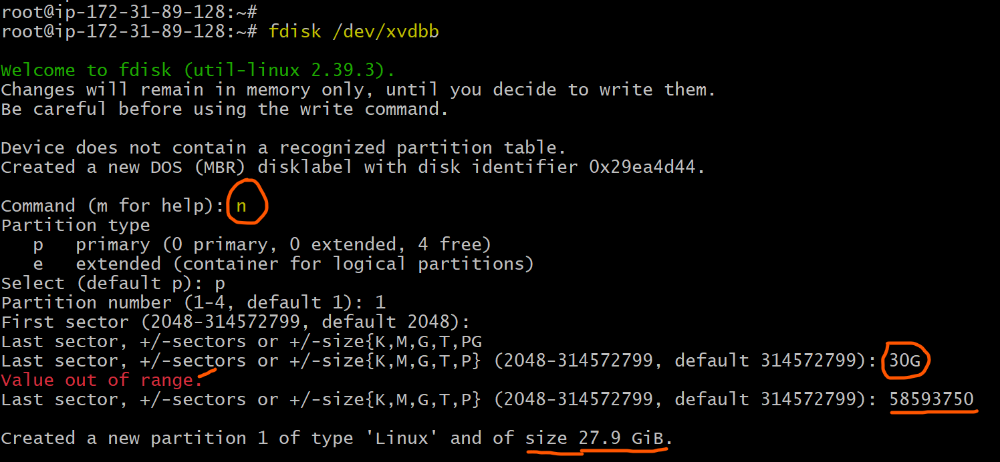 root@ip-172-31-89-128:~#
root@ip-172-31-89-128:~# fdisk /dev/xvdbb
Welcome to fdisk (util-linux 2.39.3).
Changes will remain in memory only, until you decide to write them.
Be careful before using the write command.
Device does not contain a recognized partition table.
Created a new DOS (MBR) disklabel with disk identifier 0x29ea4d44.
Command (m for help): n
Partition type
   p   primary (0 primary, 0 extended, 4 free)
   e   extended (container for logical partitions)
Select (default p): p
Partition number (1-4, default 1): 1
First sector (2048-314572799, default 2048):
Last sector, +/-sectors or +/-size{K,M,G,T,PG
Last sector, +/-sectors or +/-size{K,M,G,T,P} (2048-314572799, default 314572799): 30G
Value out of range.
Last sector, +/-sectors or +/-size{K,M,G,T,P} (2048-314572799, default 314572799): 58593750
Created a new partition 1 of type 'Linux' and of size 27.9 GiB.